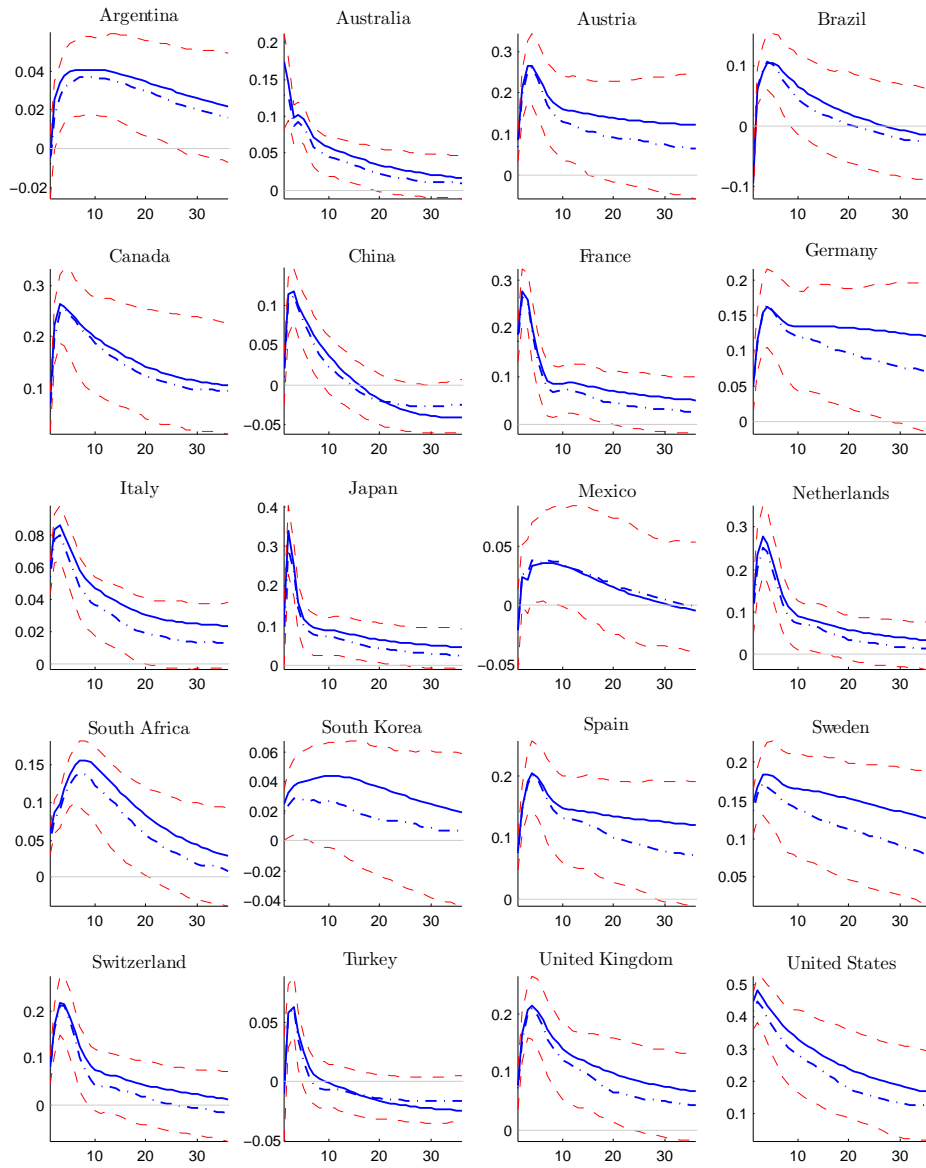 Argentina Australia Austria Brazil
0.04 0.02 0 −0.02 10 20 30
0.2 0.15 0.1 0.05 0 10 20 30
0.3 0.2 0.1 0 10 20 30
0.1 0 −0.1 10 20 30
Canada China France Germany
0.3 0.2 0.1 10 20 30
0.1 0.05 0 −0.05 10 20 30
0.3 0.2 0.1 0 10 20 30
0.2 0.15 0.1 0.05 0 10 20 30
Italy Japan Mexico Netherlands
0.08 0.06 0.04 0.02 0 10 20 30
0.4 0.3 0.2 0.1 0 10 20 30
0.05 0 −0.05 10 20 30
0.3 0.2 0.1 0 10 20 30
South Africa South Korea Spain Sweden
0.15 0.1 0.05 0 10 20 30
0.06 0.04 0.02 0 −0.02 −0.04 10 20 30
0.2 0.1 0 10 20 30
0.2 0.15 0.1 0.05 10 20 30
Switzerland Turkey United Kingdom United States
0.2 0.1 0 10 20 30
0.05 0 −0.05 10 20 30
0.2 0.1 0 10 20 30
0.5 0.4 0.3 0.2 0.1 10 20 30